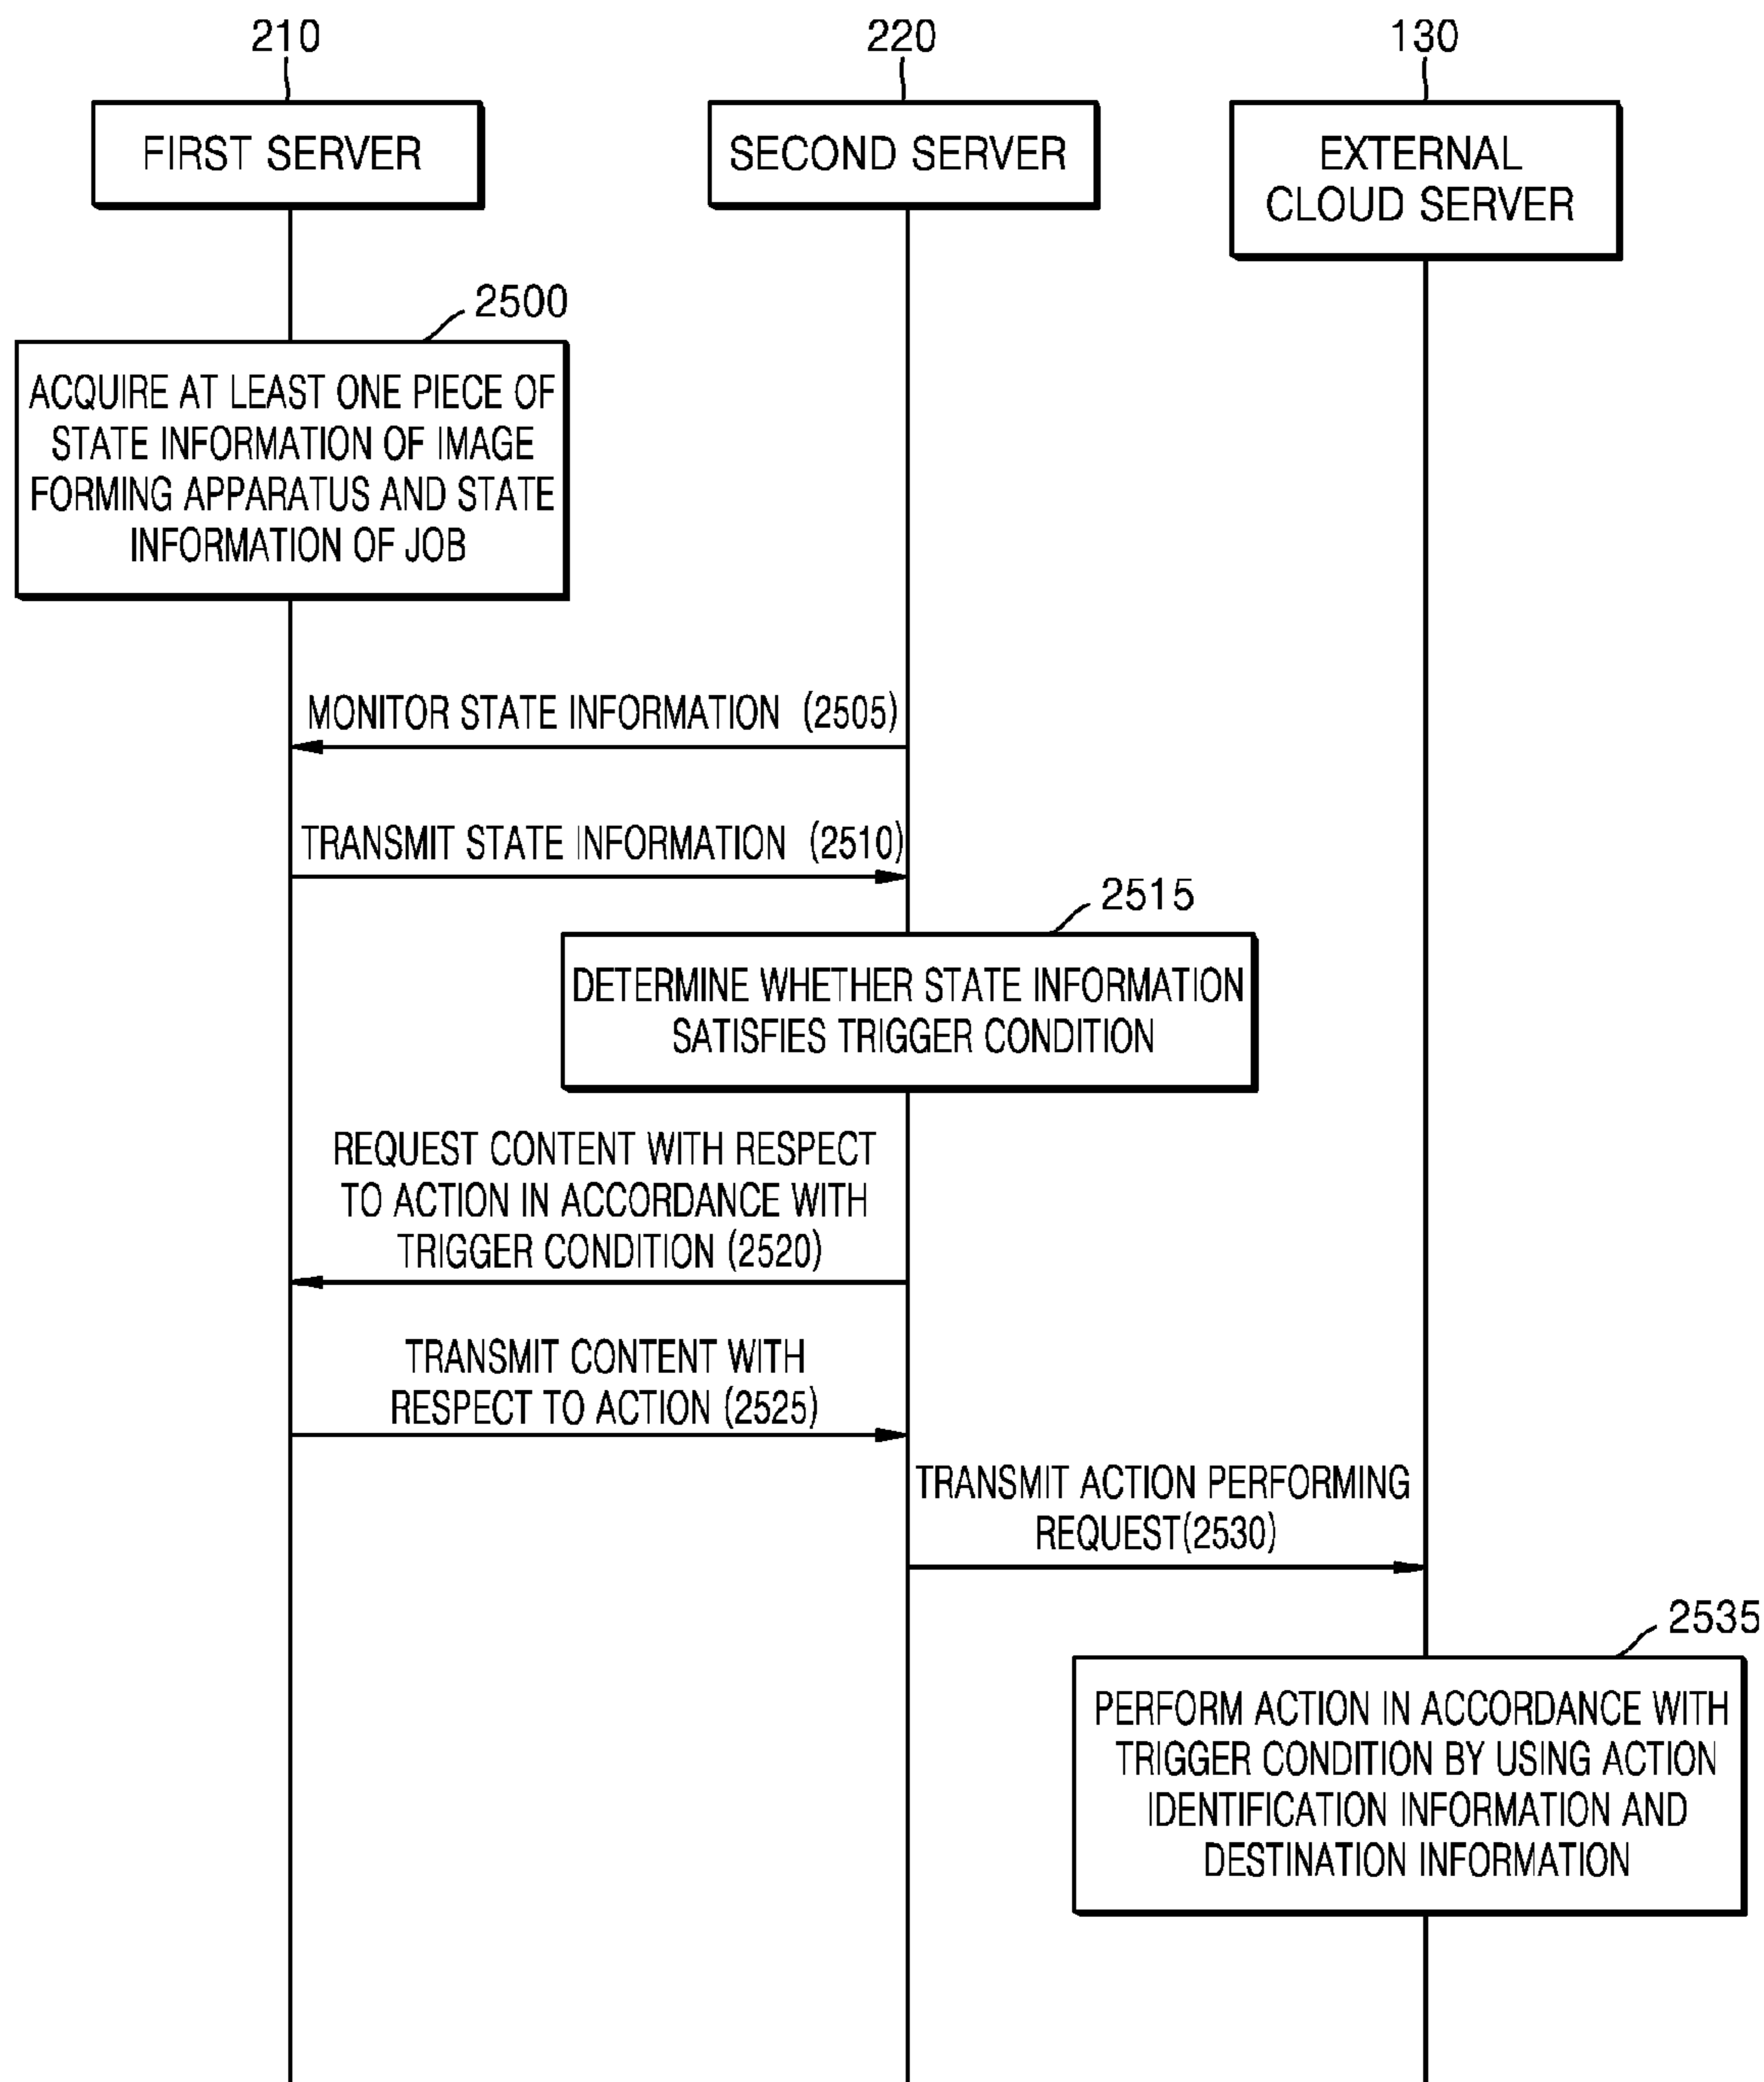 210
220
130
FIRST SERVER
SECOND SERVER
EXTERNAL
CLOUD SERVER
2500
ACQUIRE AT LEAST ONE PIECE OF
STATE INFORMATION OF IMAGE
FORMING APPARATUS AND STATE
INFORMATION OF JOB
MONITOR STATE INFORMATION (2505)
TRANSMIT STATE INFORMATION (2510)
2515
DETERMINE WHETHER STATE INFORMATION
SATISFIES TRIGGER CONDITION
REQUEST CONTENT WITH RESPECT
TO ACTION IN ACCORDANCE WITH
TRIGGER CONDITION (2520)
TRANSMIT CONTENT WITH
RESPECT TO ACTION (2525)
TRANSMIT ACTION PERFORMING
REQUEST(2530)
2535
PERFORM ACTION IN ACCORDANCE WITH
TRIGGER CONDITION BY USING ACTION
IDENTIFICATION INFORMATION AND
DESTINATION INFORMATION